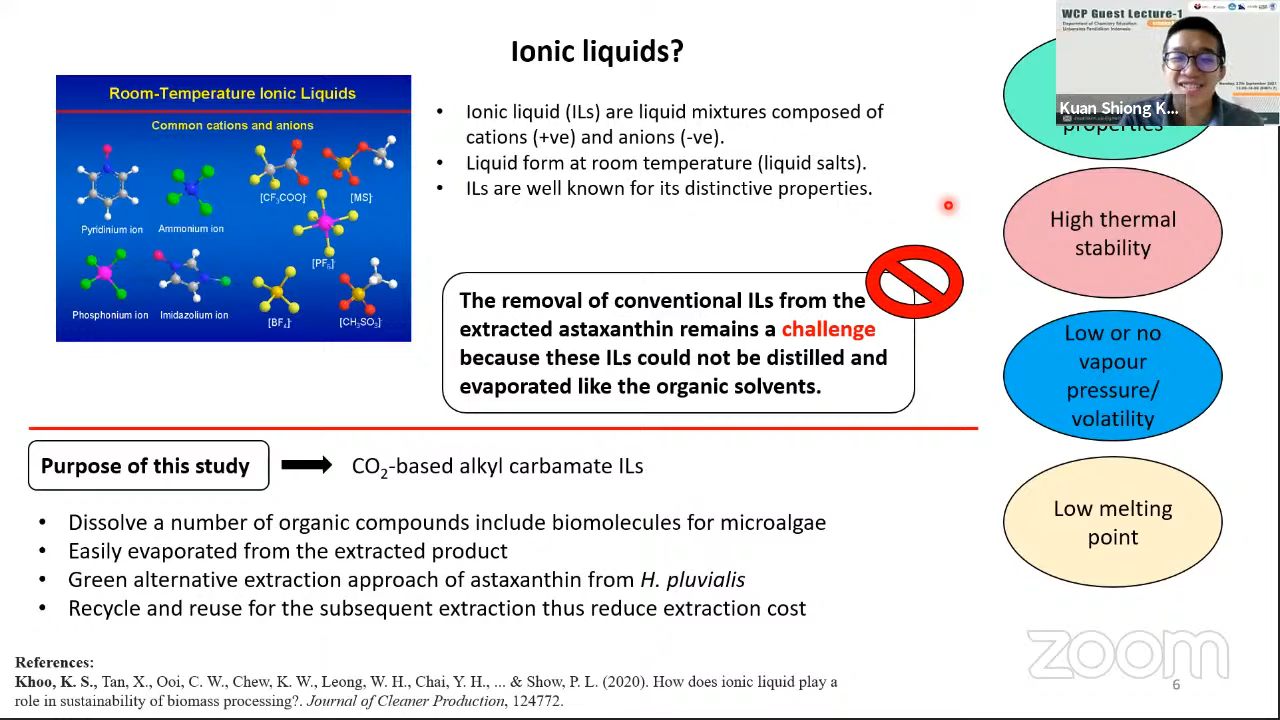 Ionic liquids?
Room-Temperature Ionic Liquids
Common cations and anions
Pyridinium ion
Ammonium ion
[CF₃COO]⁻
[MS]⁻
[PF₆]⁻
Phosphonium ion
Imidazolium ion
[BF₄]⁻
[CH₃SO₃]⁻
• Ionic liquid (ILs) are liquid mixtures composed of
cations (+ve) and anions (-ve).
• Liquid form at room temperature (liquid salts).
• ILs are well known for its distinctive properties.
The removal of conventional ILs from the
extracted astaxanthin remains a challenge
because these ILs could not be distilled and
evaporated like the organic solvents.
WCP Guest Lecture-1
Department of Chemistry Education
Universitas Pendidikan Indonesia
Kuan Shiong K...
properties
High thermal
stability
Low or no
vapour
pressure/
volatility
Low melting
point
Purpose of this study
CO₂-based alkyl carbamate ILs
• Dissolve a number of organic compounds include biomolecules for microalgae
• Easily evaporated from the extracted product
• Green alternative extraction approach of astaxanthin from H. pluvialis
• Recycle and reuse for the subsequent extraction thus reduce extraction cost
zoom
6
References:
Khoo, K. S., Tan, X., Ooi, C. W., Chew, K. W., Leong, W. H., Chai, Y. H., ... & Show, P. L. (2020). How does ionic liquid play a
role in sustainability of biomass processing?. Journal of Cleaner Production, 124772.